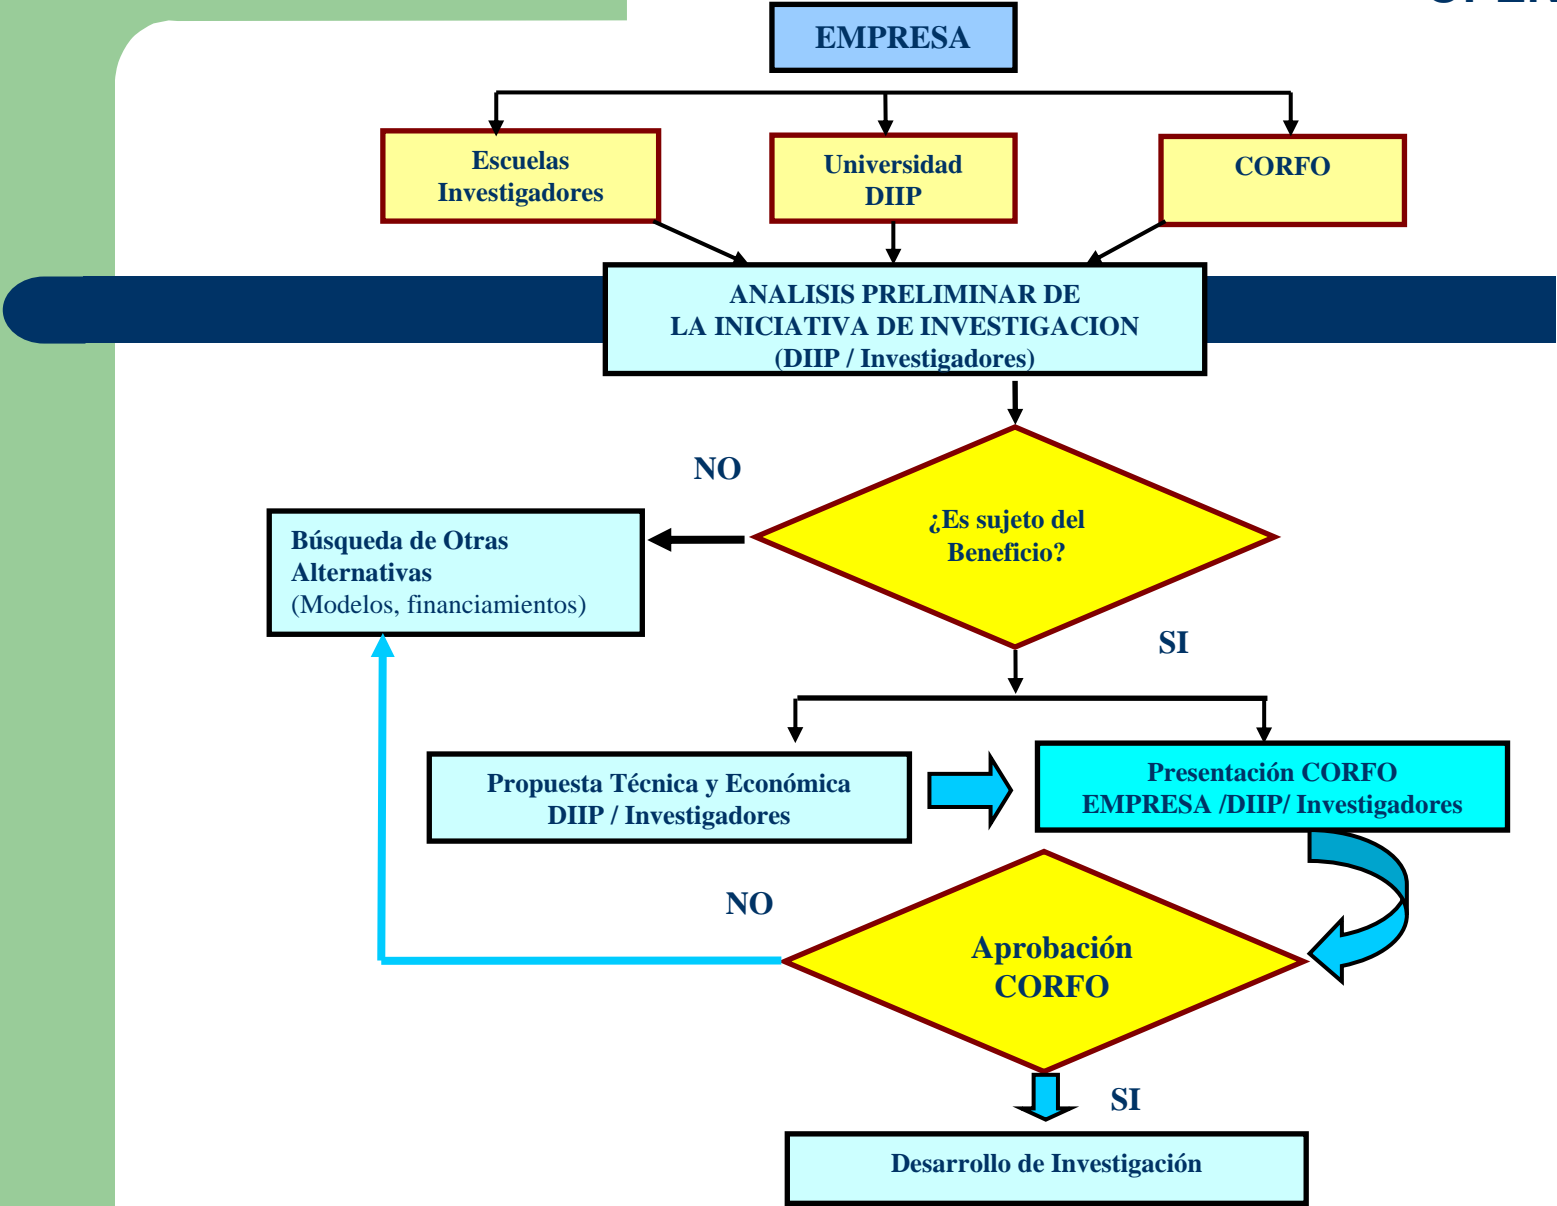 EMPRESA
Escuelas
Investigadores
Universidad
DIIP
CORFO
ANALISIS PRELIMINAR DE
LA INICIATIVA DE INVESTIGACION
(DIIP / Investigadores)
NO
¿Es sujeto del
Beneficio?
Búsqueda de Otras
Alternativas
(Modelos, financiamientos)
SI
Propuesta Técnica y Económica
DIIP / Investigadores
Presentación CORFO
EMPRESA /DIIP/ Investigadores
NO
Aprobación
CORFO
SI
Desarrollo de Investigación